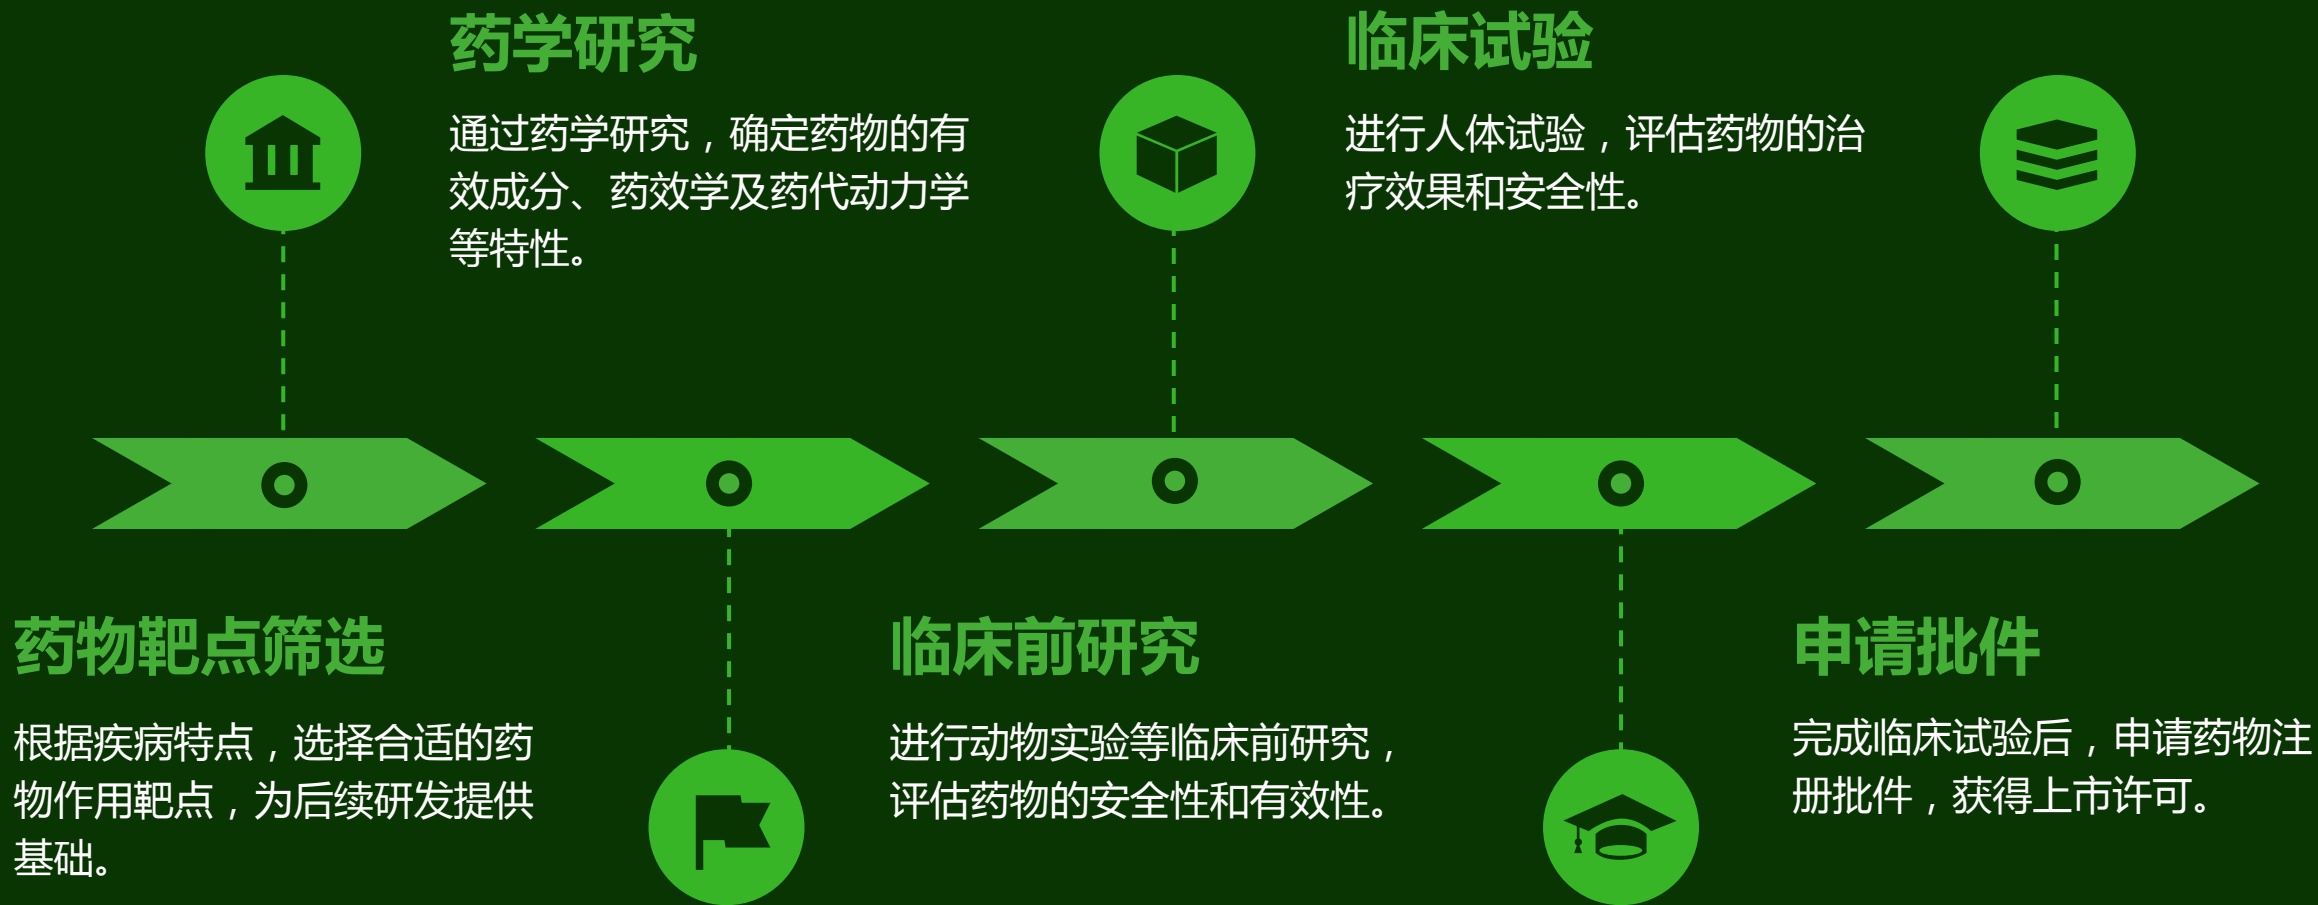 药学研究
通过药学研究，确定药物的有
效成分、药效学及药代动力学
等特性。
临床试验
进行人体试验，评估药物的治
疗效果和安全性。
药物靶点筛选
根据疾病特点，选择合适的药
物作用靶点，为后续研发提供
基础。
临床前研究
进行动物实验等临床前研究，
评估药物的安全性和有效性。
申请批件
完成临床试验后，申请药物注
册批件，获得上市许可。